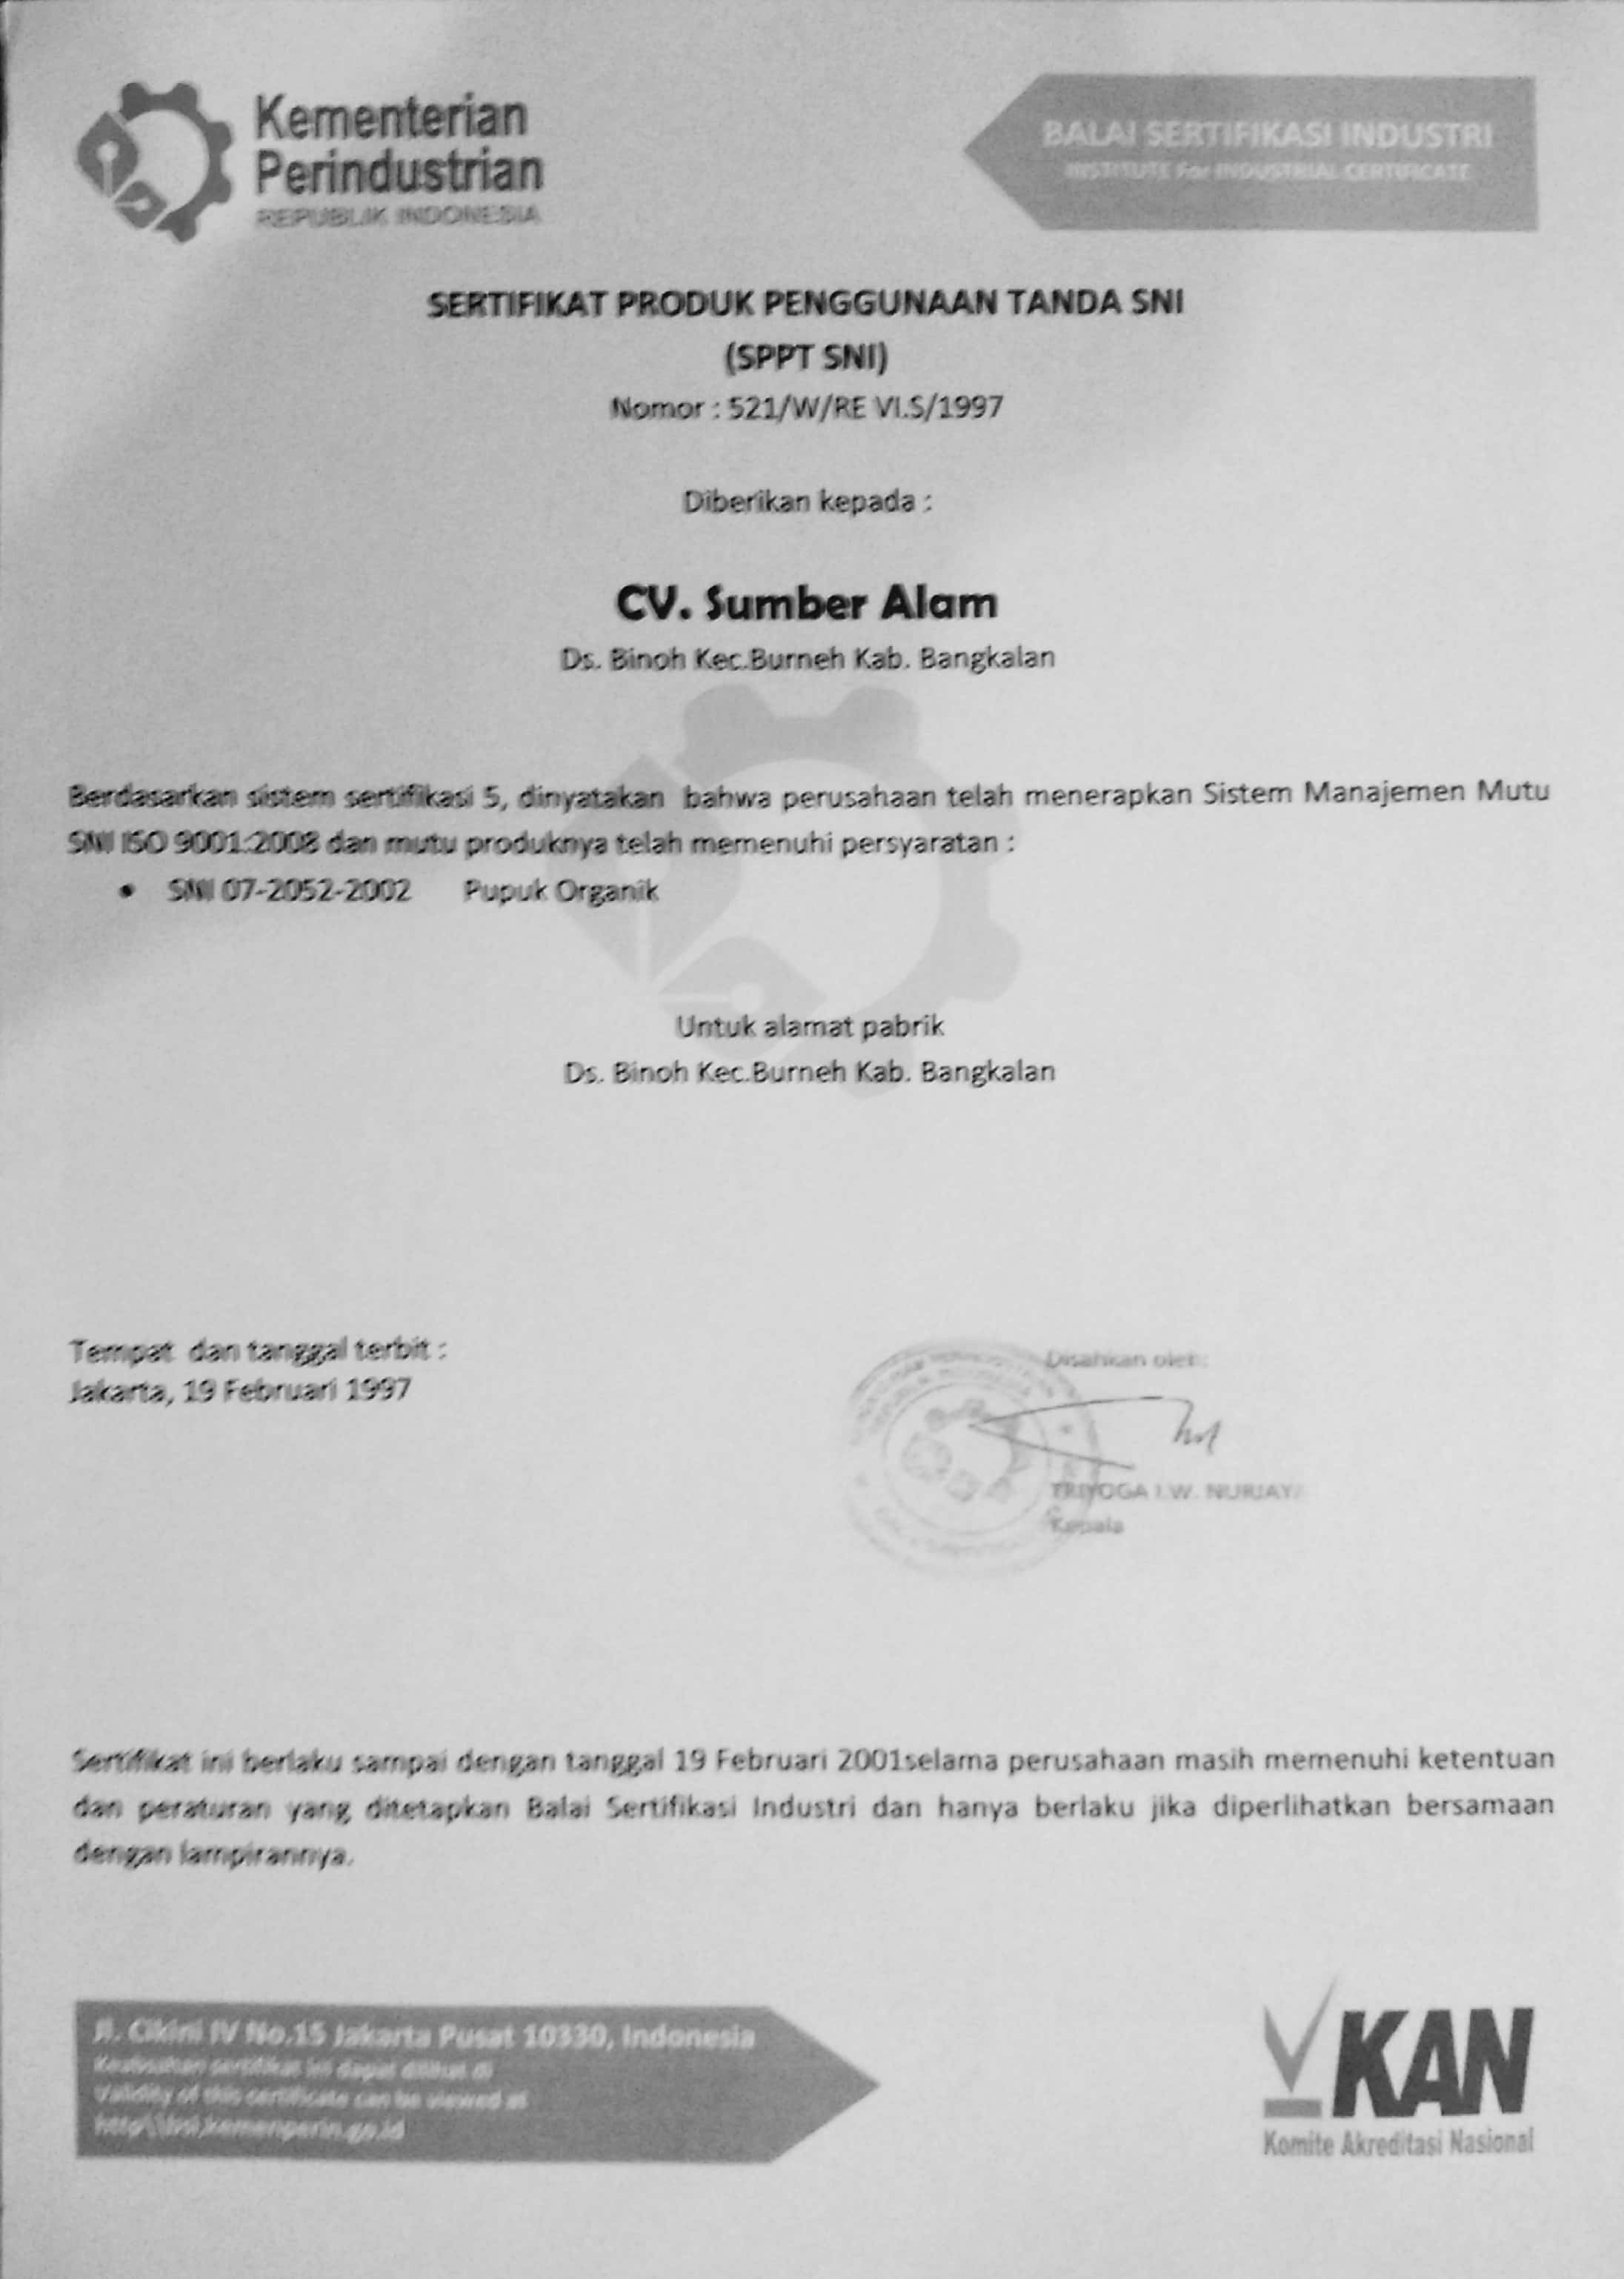 Kementerian
Perindustrian
REPUBLIK INDONESIA
BALAI SERTIFIKASI INDUSTRI
INSTITUTE For INDUSTRIAL CERTIFICATE
SERTIFIKAT PRODUK PENGGUNAAN TANDA SNI
(SPPT SNI)
Nomor : 521/W/RE VI.S/1997
Diberikan kepada :
CV. Sumber Alam
Ds. Binoh Kec.Burneh Kab. Bangkalan
Berdasarkan sistem sertifikasi 5, dinyatakan bahwa perusahaan telah menerapkan Sistem Manajemen Mutu
SNI ISO 9001:2008 dan mutu produknya telah memenuhi persyaratan :
• SNI 07-2052-2002 Pupuk Organik
Untuk alamat pabrik
Ds. Binoh Kec.Burneh Kab. Bangkalan
Tempat dan tanggal terbit :
Jakarta, 19 Februari 1997
Disahkan oleh:
TRIYOGA I.W.
Kepala
Sertifikat ini berlaku sampai dengan tanggal 19 Februari 2001selama perusahaan masih memenuhi ketentuan
dan peraturan yang ditetapkan Balai Sertifikasi Industri dan hanya berlaku jika diperlihatkan bersamaan
dengan lampirannya.
Jl. Cikini IV No.15 Jakarta Pusat 10330, Indonesia
Keabsahan sertifikat ini dapat dilihat di
Validity of this certificate can be viewed at
KAN
Komite Akreditasi Nasional